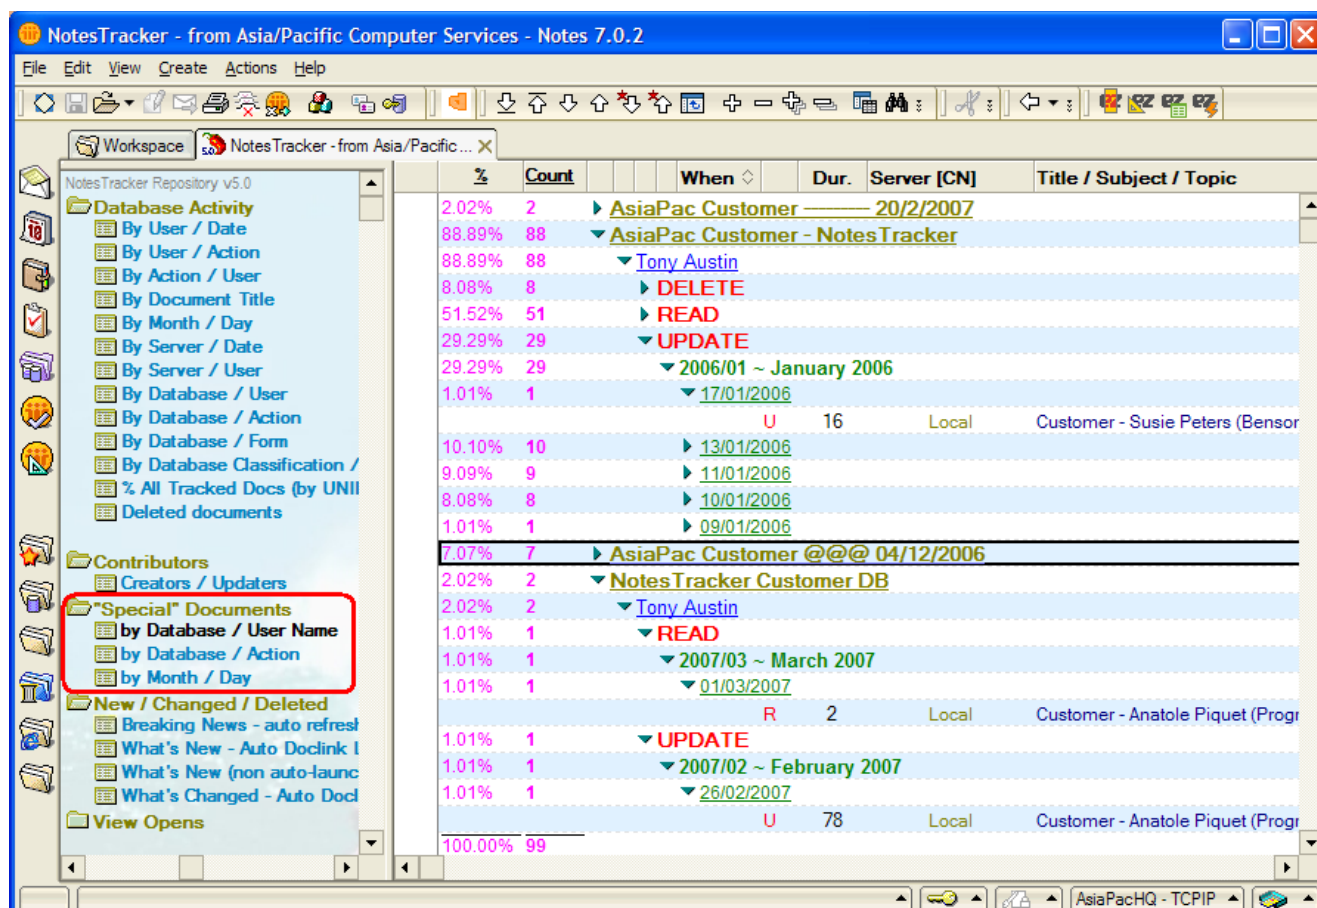 NotesTracker - from Asia/Pacific Computer Services - Notes 7.0.2
File Edit View Create Actions Help
Workspace NotesTracker - from Asia/Pacific ...
NotesTracker Repository v5.0
Database Activity
By User / Date
By User / Action
By Action / User
By Document Title
By Month / Day
By Server / Date
By Server / User
By Database / User
By Database / Action
By Database / Form
By Database Classification /
% All Tracked Docs (by UNII
Deleted documents
Contributors
Creators / Updaters
"Special" Documents
by Database / User Name
by Database / Action
by Month / Day
New / Changed / Deleted
Breaking News - auto refresh
What's New - Auto Doclink L
What's New (non auto-launc
What's Changed - Auto Docl
View Opens
% Count When Dur. Server [CN] Title / Subject / Topic
2.02% 2 AsiaPac Customer ---------- 20/2/2007
88.89% 88 AsiaPac Customer - NotesTracker
88.89% 88 Tony Austin
8.08% 8 DELETE
51.52% 51 READ
29.29% 29 UPDATE
29.29% 29 2006/01 ~ January 2006
1.01% 1 17/01/2006
U 16 Local Customer - Susie Peters (Benson
10.10% 10 13/01/2006
9.09% 9 11/01/2006
8.08% 8 10/01/2006
1.01% 1 09/01/2006
7.07% 7 AsiaPac Customer @@@ 04/12/2006
2.02% 2 NotesTracker Customer DB
2.02% 2 Tony Austin
1.01% 1 READ
1.01% 1 2007/03 ~ March 2007
1.01% 1 01/03/2007
R 2 Local Customer - Anatole Piquet (Progr
1.01% 1 UPDATE
1.01% 1 2007/02 ~ February 2007
1.01% 1 26/02/2007
U 78 Local Customer - Anatole Piquet (Progr
100.00% 99
AsiaPacHQ - TCPIP